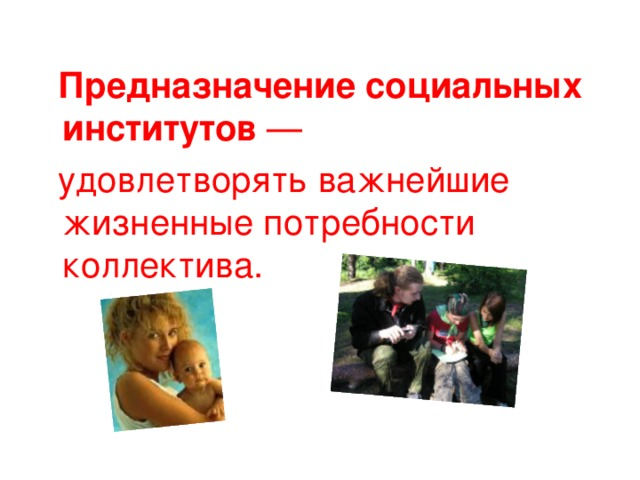 Предназначение социальных
институтов —
удовлетворять важнейшие
жизненные потребности
коллектива.